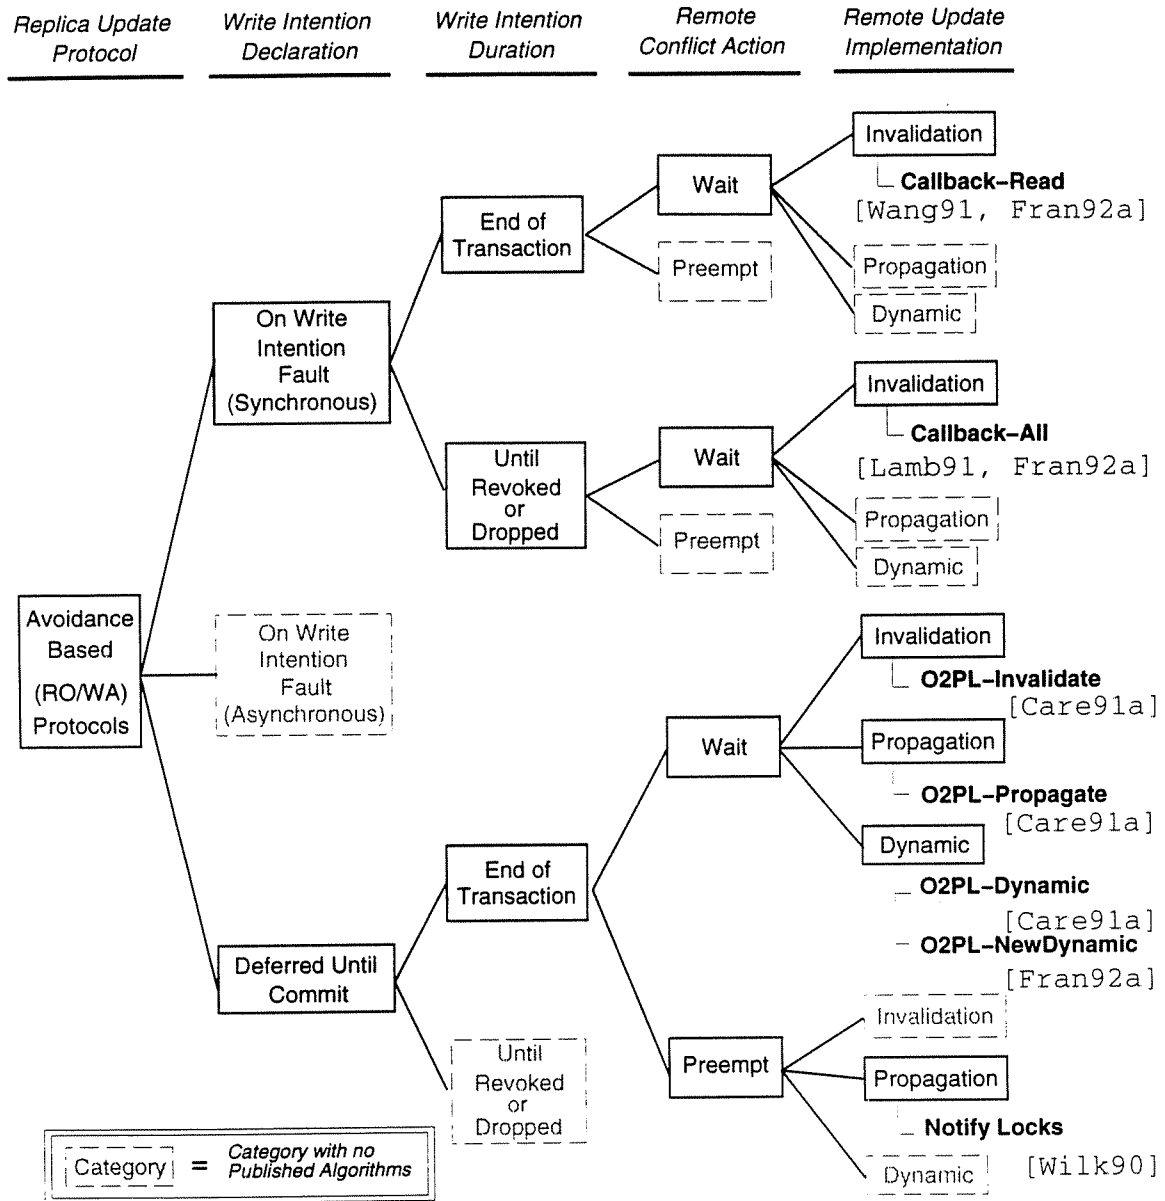 Replica Update
Protocol
Write Intention
Declaration
Write Intention
Duration
Remote
Conflict Action
Remote Update
Implementation
Avoidance
Based
(RO/WA)
Protocols
On Write
Intention
Fault
(Synchronous)
End of
Transaction
Wait
Invalidation
Callback–Read
[Wang91, Fran92a]
Propagation
Dynamic
Preempt
Until
Revoked
or
Dropped
Wait
Invalidation
Callback–All
[Lamb91, Fran92a]
Propagation
Dynamic
Preempt
On Write
Intention
Fault
(Asynchronous)
Deferred Until
Commit
End of
Transaction
Wait
Invalidation
O2PL–Invalidate
[Care91a]
Propagation
O2PL–Propagate
[Care91a]
Dynamic
O2PL–Dynamic
[Care91a]
O2PL–NewDynamic
[Fran92a]
Preempt
Invalidation
Propagation
Notify Locks
[Wilk90]
Dynamic
Until
Revoked
or
Dropped
Category = Category with no
Published Algorithms